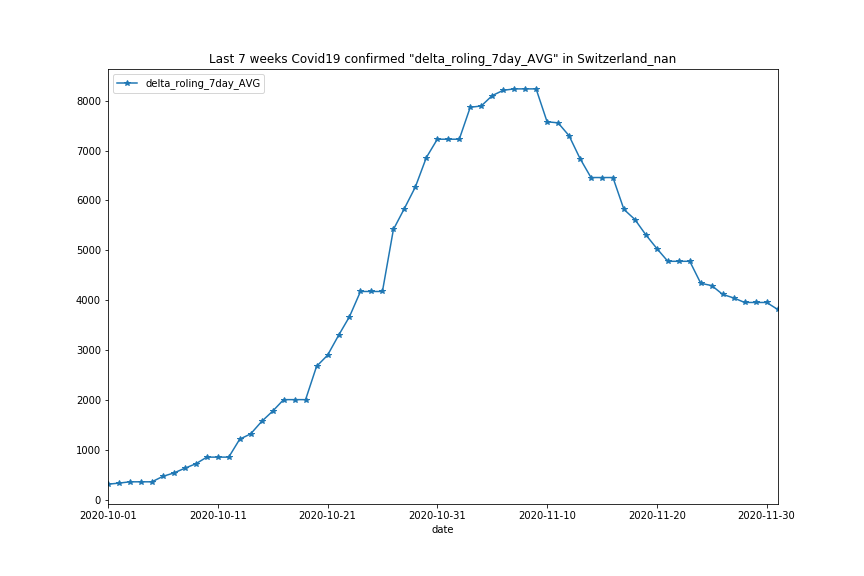 Last 7 weeks Covid19 confirmed "delta_roling_7day_AVG" in Switzerland_nan
delta_roling_7day_AVG
8000
7000
6000
5000
4000
3000
2000
1000
0
2020-10-01 2020-10-11 2020-10-21 2020-10-31 2020-11-10 2020-11-20 2020-11-30
date